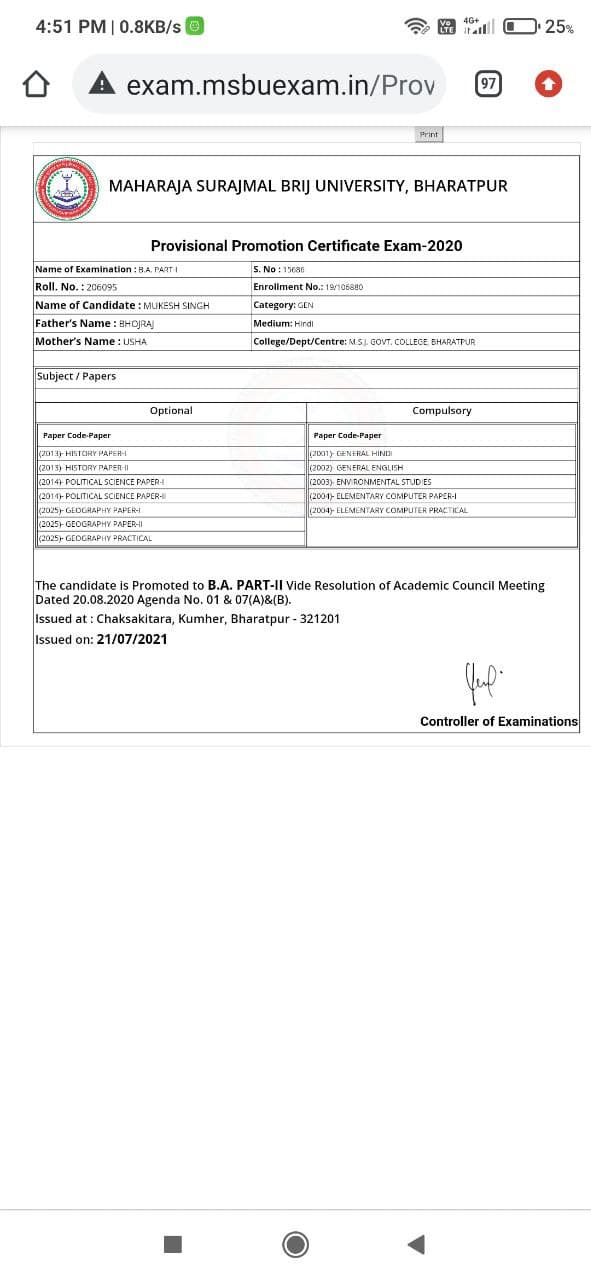 4:51 PM | 0.8KB/s
Vo LTE 4G+ 25%
exam.msbuexam.in/Prov 97
Print
MAHARAJA SURAJMAL BRIJ UNIVERSITY, BHARATPUR
Provisional Promotion Certificate Exam-2020
Name of Examination : B.A. PART-I S. No : 15686
Roll. No. : 206095 Enrollment No.: 19/106880
Name of Candidate : MUKESH SINGH Category: GEN
Father's Name : BHOJRAJ Medium: Hindi
Mother's Name : USHA College/Dept/Centre: M.S.J. GOVT. COLLEGE, BHARATPUR
Subject / Papers
Optional Compulsory
Paper Code-Paper Paper Code-Paper
(2013)- HISTORY PAPER-I (2001)- GENERAL HINDI
(2013)- HISTORY PAPER-II (2002)- GENERAL ENGLISH
(2014)- POLITICAL SCIENCE PAPER-I (2003)- ENVIRONMENTAL STUDIES
(2014)- POLITICAL SCIENCE PAPER-II (2004)- ELEMENTARY COMPUTER PAPER-I
(2025)- GEOGRAPHY PAPER-I (2004)- ELEMENTARY COMPUTER PRACTICAL
(2025)- GEOGRAPHY PAPER-II
(2025)- GEOGRAPHY PRACTICAL
The candidate is Promoted to B.A. PART-II Vide Resolution of Academic Council Meeting
Dated 20.08.2020 Agenda No. 01 & 07(A)&(B).
Issued at : Chaksakitara, Kumher, Bharatpur - 321201
Issued on: 21/07/2021
Controller of Examinations